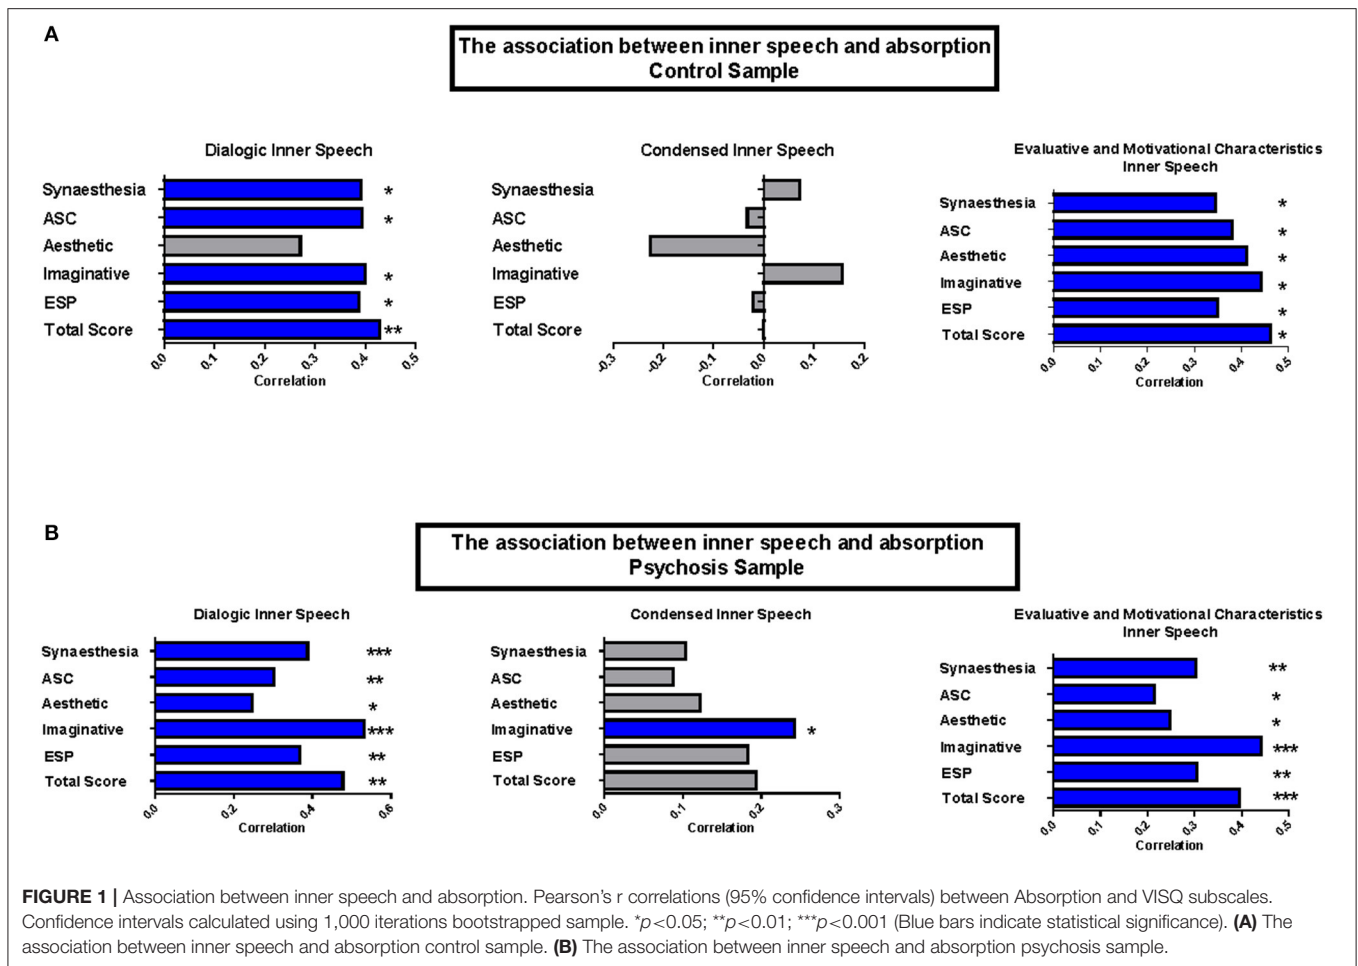 A
The association between inner speech and absorption
Control Sample
Dialogic Inner Speech
Synaesthesia *
ASC *
Aesthetic
Imaginative *
ESP *
Total Score **
0.0 0.1 0.2 0.3 0.4 0.5
Correlation
Condensed Inner Speech
Synaesthesia
ASC
Aesthetic
Imaginative
ESP
Total Score
-0.3 -0.2 -0.1 0.0 0.1 0.2
Correlation
Evaluative and Motivational Characteristics
Inner Speech
Synaesthesia *
ASC *
Aesthetic *
Imaginative *
ESP *
Total Score *
0.0 0.1 0.2 0.3 0.4 0.5
Correlation
B
The association between inner speech and absorption
Psychosis Sample
Dialogic Inner Speech
Synaesthesia ***
ASC **
Aesthetic *
Imaginative ***
ESP **
Total Score **
0.0 0.2 0.4 0.6
Correlation
Condensed Inner Speech
Synaesthesia
ASC
Aesthetic
Imaginative *
ESP
Total Score
0.0 0.1 0.2 0.3
Correlation
Evaluative and Motivational Characteristics
Inner Speech
Synaesthesia **
ASC *
Aesthetic *
Imaginative ***
ESP **
Total Score ***
0.0 0.1 0.2 0.3 0.4 0.5
Correlation
FIGURE 1 | Association between inner speech and absorption. Pearson's r correlations (95% confidence intervals) between Absorption and VISQ subscales.
Confidence intervals calculated using 1,000 iterations bootstrapped sample. *p<0.05; **p<0.01; ***p<0.001 (Blue bars indicate statistical significance). (A) The
association between inner speech and absorption control sample. (B) The association between inner speech and absorption psychosis sample.